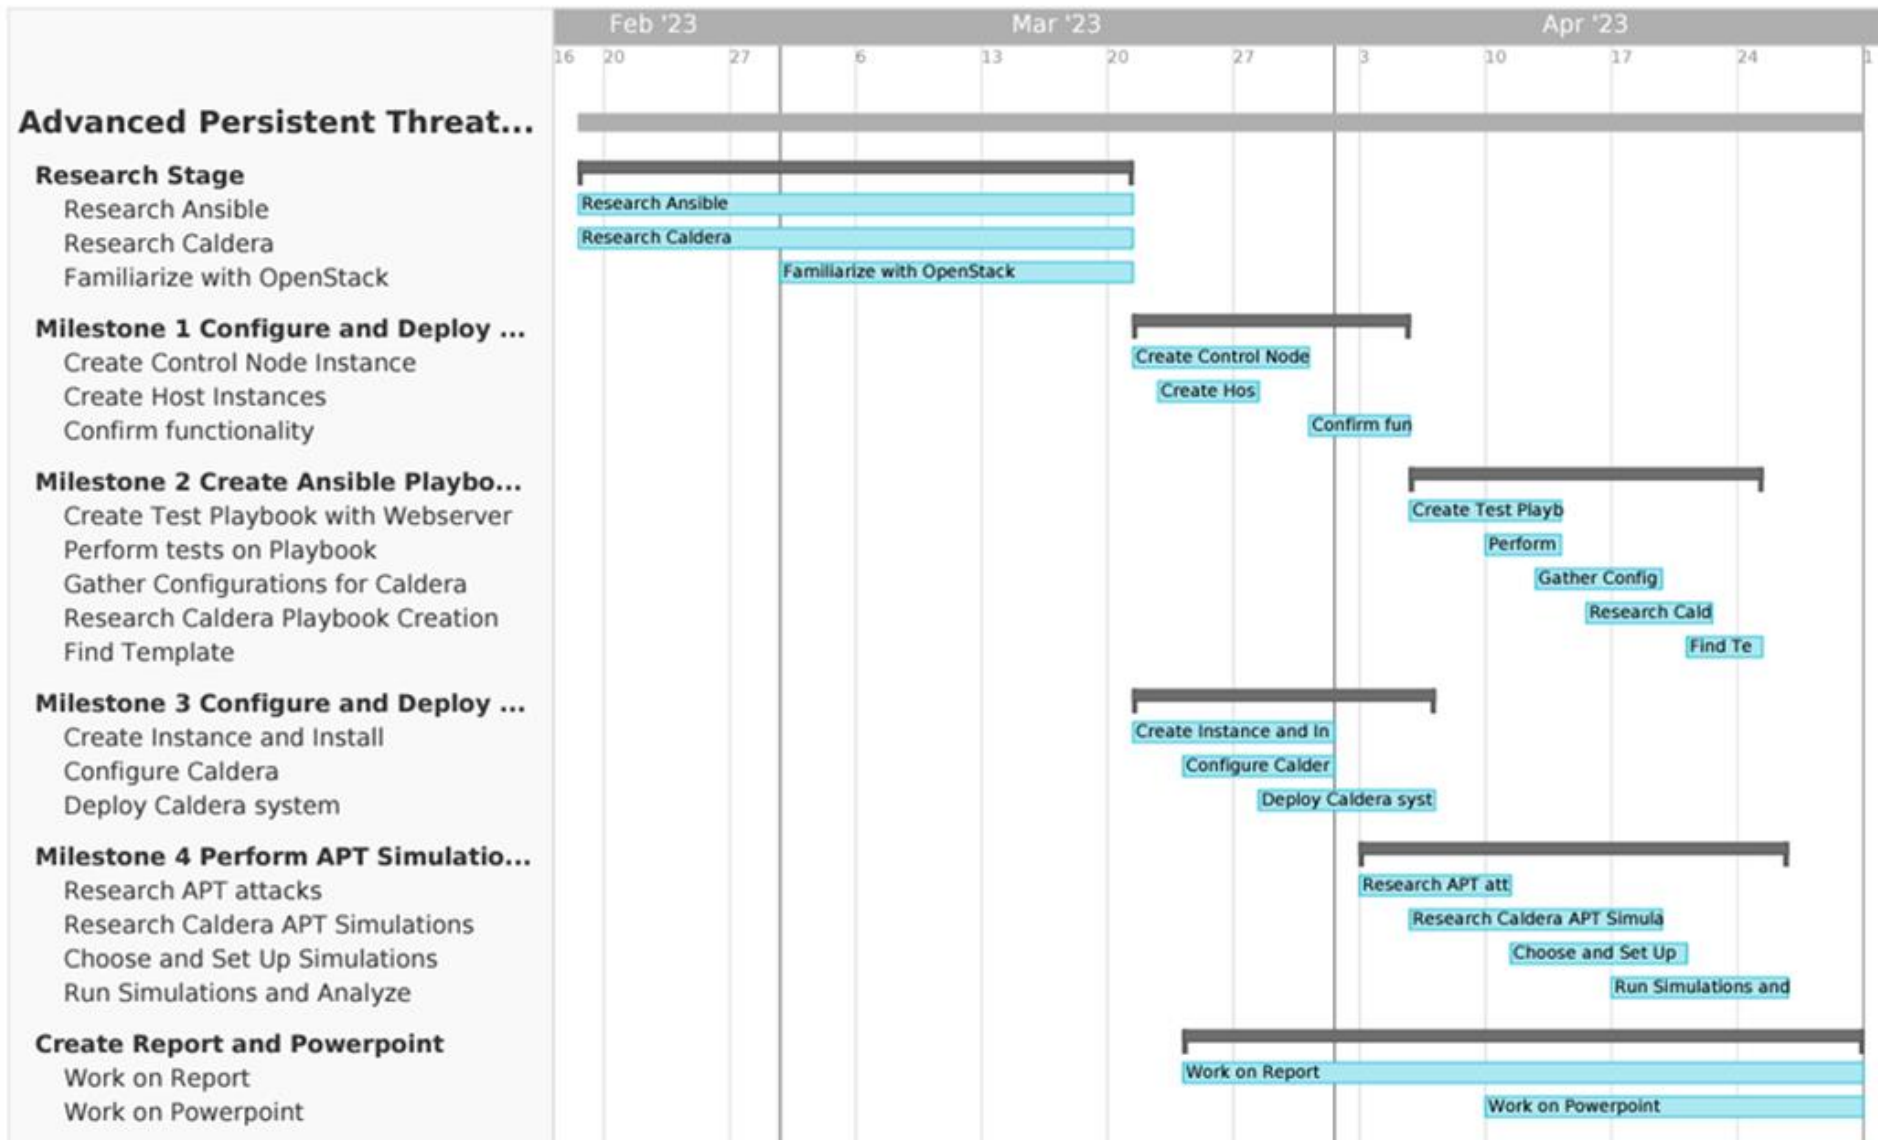 Feb '23 Mar '23 Apr '23
16 20 27 6 13 20 27 3 10 17 24 1
Advanced Persistent Threat...
Research Stage
Research Ansible Research Ansible
Research Caldera Research Caldera
Familiarize with OpenStack Familiarize with OpenStack
Milestone 1 Configure and Deploy ...
Create Control Node Instance Create Control Node
Create Host Instances Create Hos
Confirm functionality Confirm fun
Milestone 2 Create Ansible Playbo...
Create Test Playbook with Webserver Create Test Playb
Perform tests on Playbook Perform
Gather Configurations for Caldera Gather Config
Research Caldera Playbook Creation Research Cald
Find Template Find Te
Milestone 3 Configure and Deploy ...
Create Instance and Install Create Instance and In
Configure Caldera Configure Calder
Deploy Caldera system Deploy Caldera syst
Milestone 4 Perform APT Simulatio...
Research APT attacks Research APT att
Research Caldera APT Simulations Research Caldera APT Simula
Choose and Set Up Simulations Choose and Set Up
Run Simulations and Analyze Run Simulations and
Create Report and Powerpoint
Work on Report Work on Report
Work on Powerpoint Work on Powerpoint